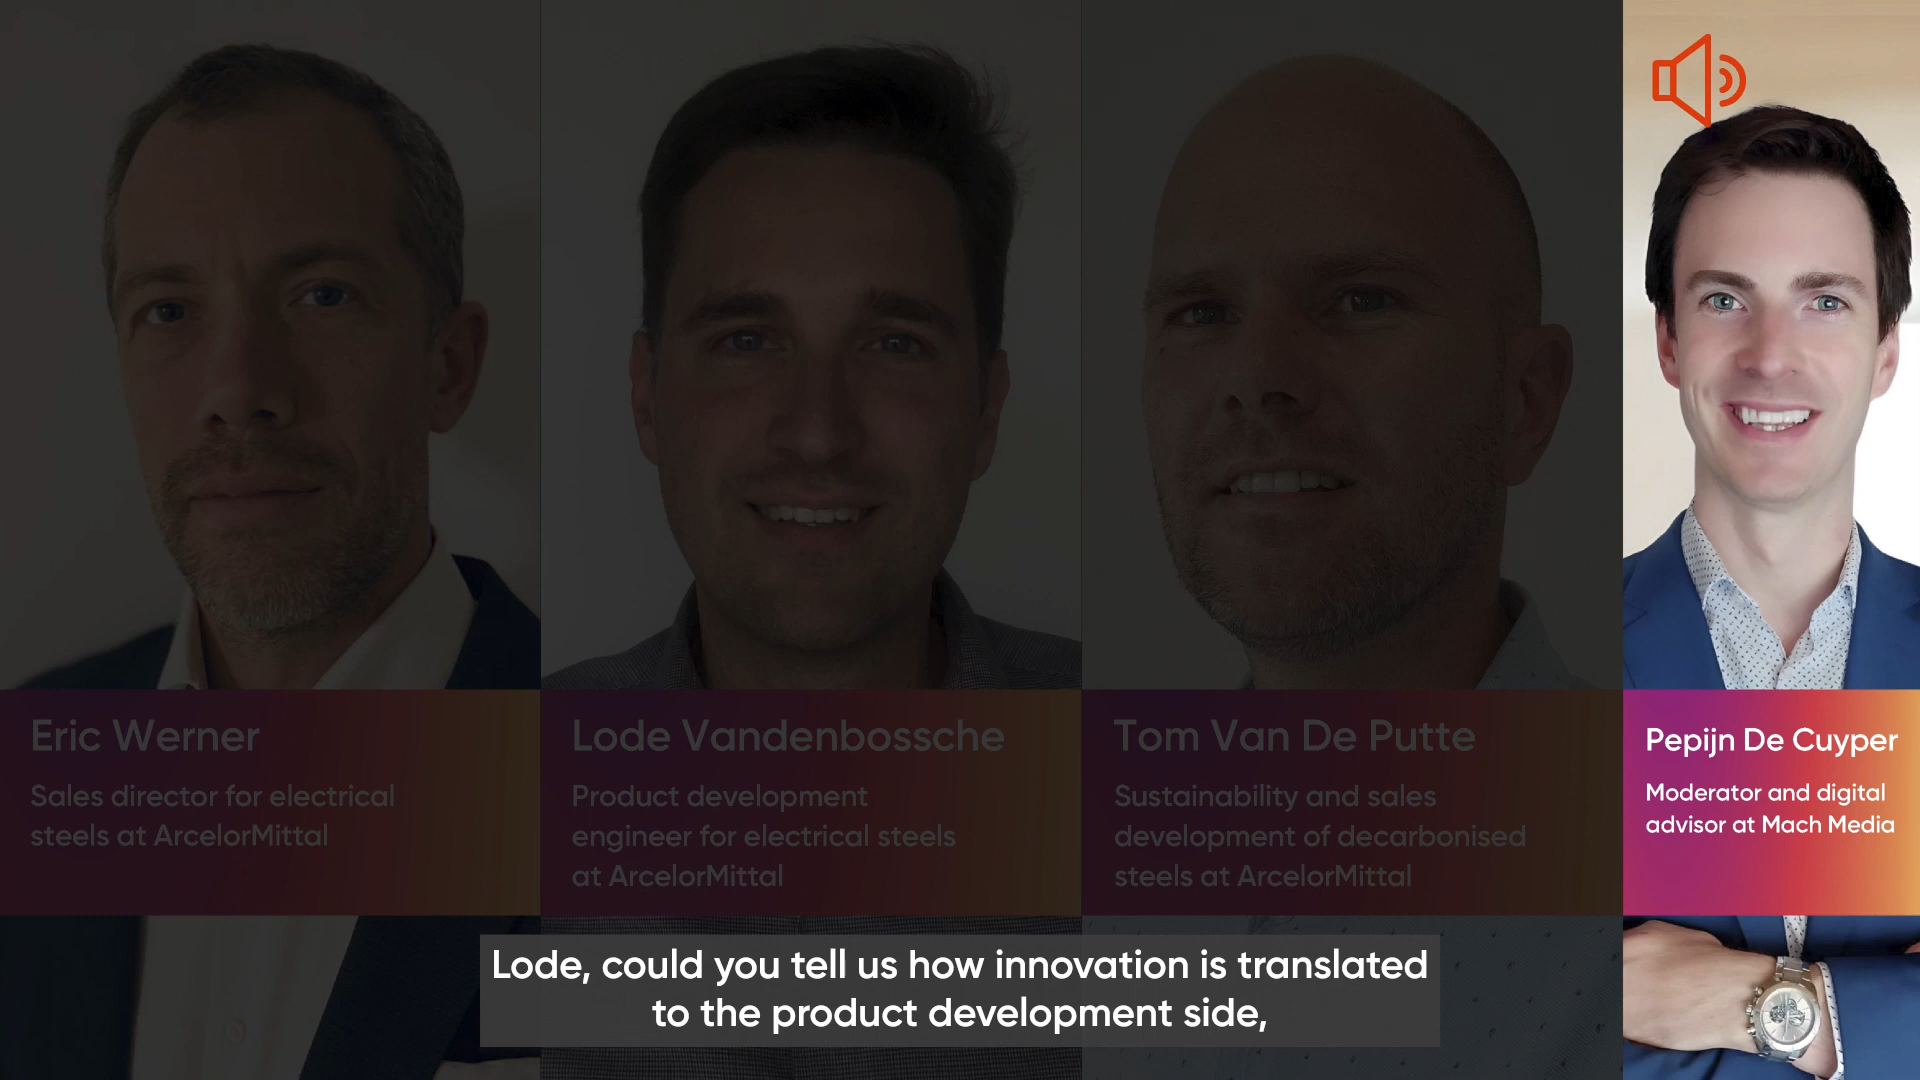 Eric Werner
Sales director for electrical
steels at ArcelorMittal
Lode Vandenbossche
Product development
engineer for electrical steels
at ArcelorMittal
Tom Van De Putte
Sustainability and sales
development of decarbonised
steels at ArcelorMittal
Pepijn De Cuyper
Moderator and digital
advisor at Mach Media
Lode, could you tell us how innovation is translated
to the product development side,